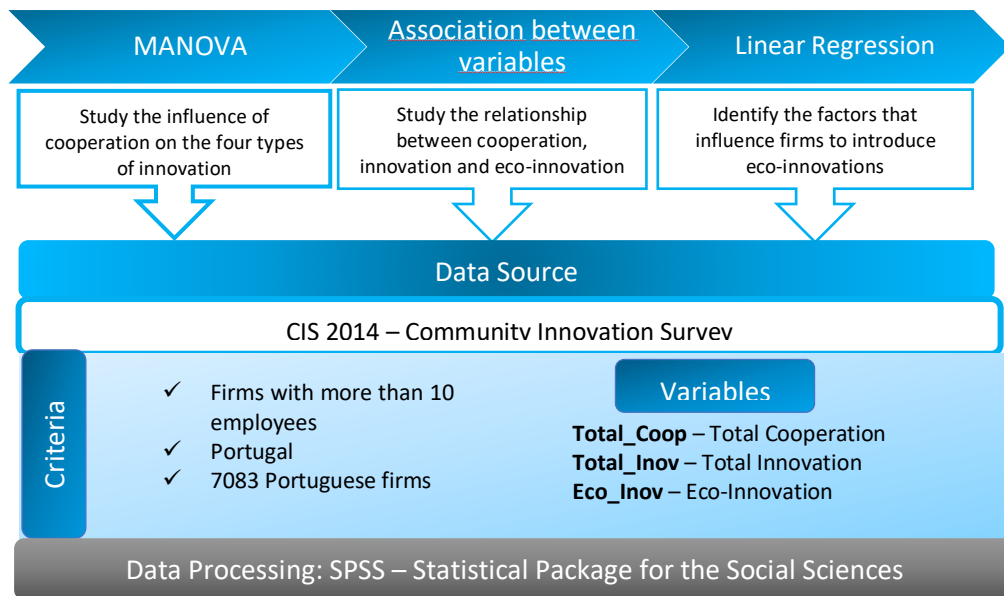 MANOVA
Association between
variables
Linear Regression
Study the influence of
cooperation on the four types
of innovation
Study the relationship
between cooperation,
innovation and eco-innovation
Identify the factors that
influence firms to introduce
eco-innovations
Data Source
CIS 2014 – Community Innovation Survey
Criteria
✓ Firms with more than 10
employees
✓ Portugal
✓ 7083 Portuguese firms
Variables
Total_Coop – Total Cooperation
Total_Inov – Total Innovation
Eco_Inov – Eco-Innovation
Data Processing: SPSS – Statistical Package for the Social Sciences